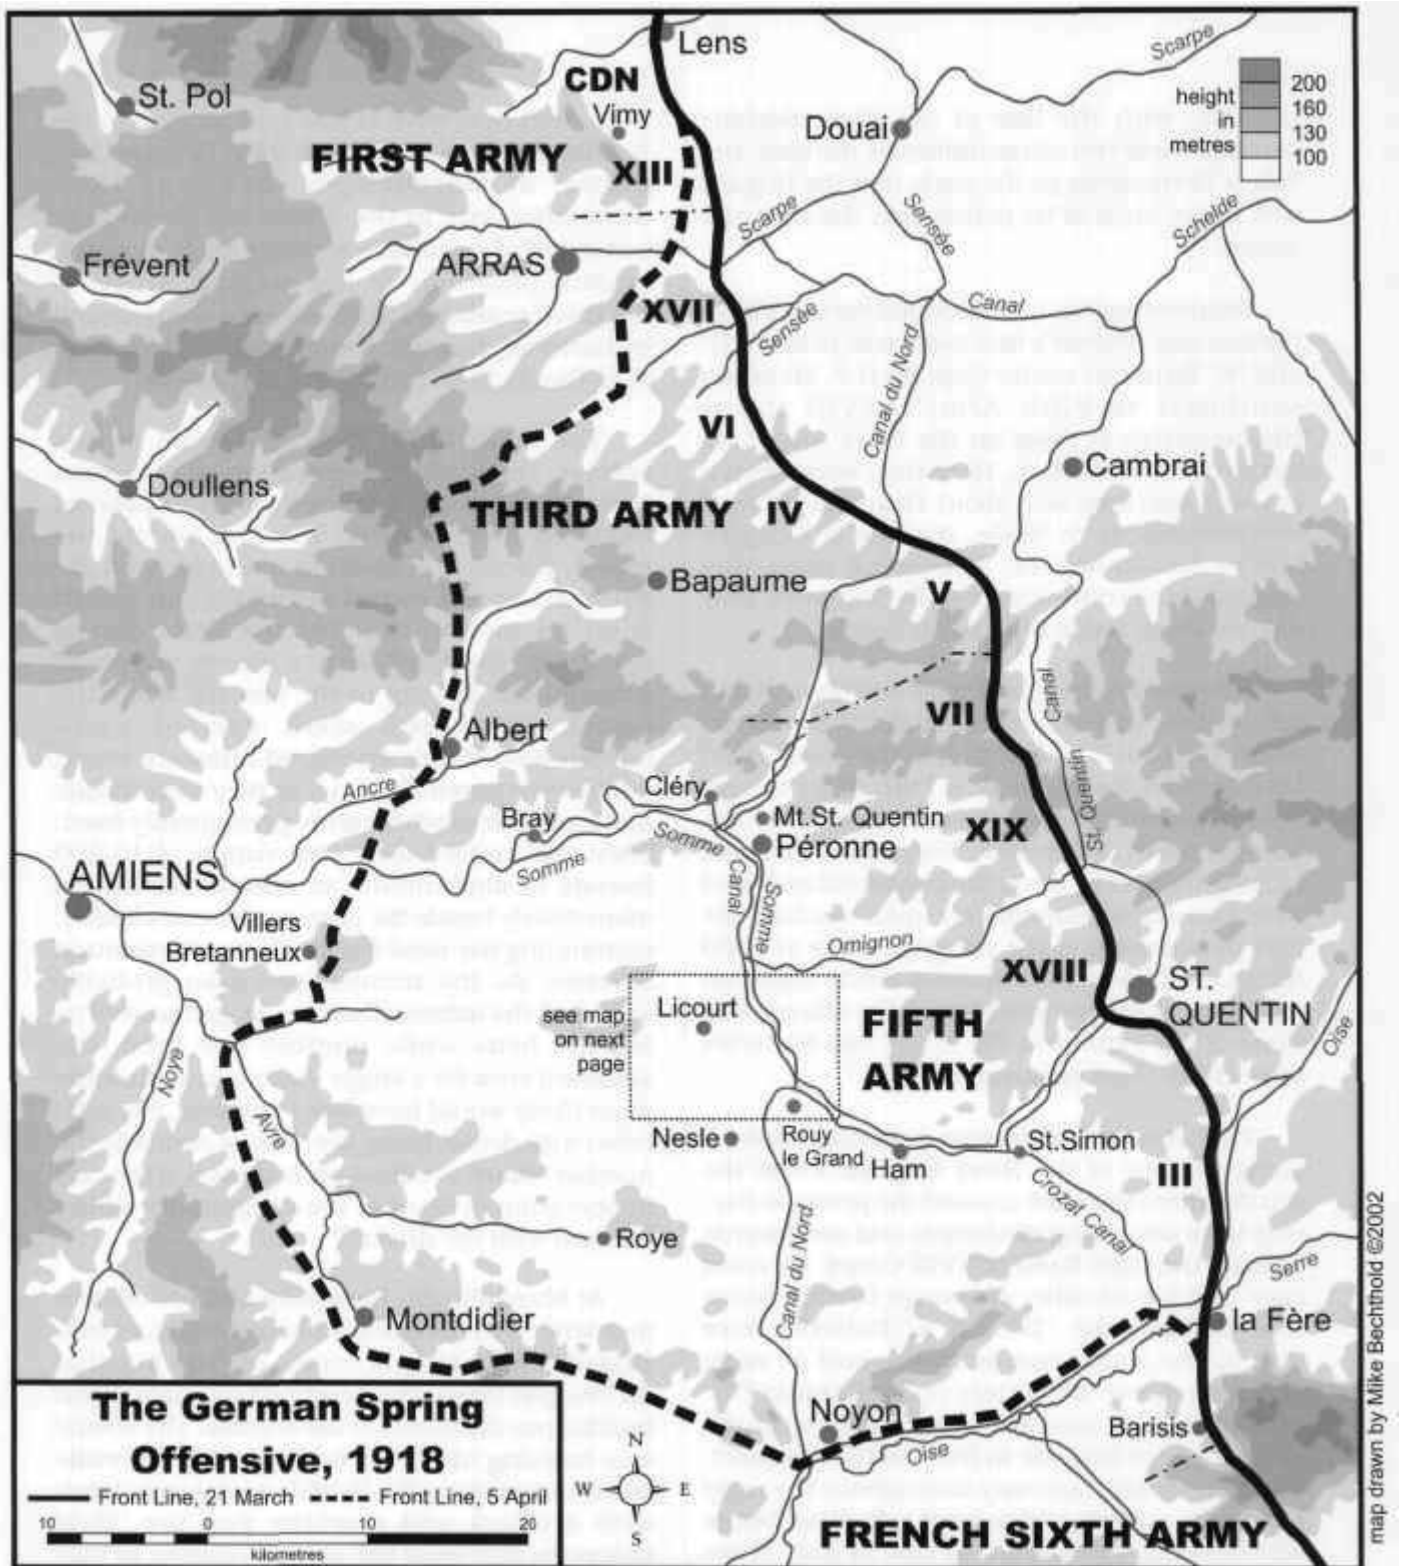 Lens
CDN
Scarpe
St. Pol
Vimy
Douai
height
in
metres
200
160
130
100
FIRST ARMY
XIII
Scarpe
Sensée
Schelde
Frévent
ARRAS
XVII
Sensée
Canal
Canal du Nord
VI
Cambrai
Doullens
THIRD ARMY
IV
Bapaume
V
Canal
St. Quentin
VII
Albert
Ancre
Cléry
Bray
Mt.St. Quentin
XIX
Somme
Somme
Péronne
AMIENS
Canal
Somme
Villers
Bretanneux
Omignon
XVIII
ST.
QUENTIN
Licourt
see map
on next
page
FIFTH
ARMY
Oise
Noye
Avre
Nesle
Rouy
le Grand
Ham
St.Simon
III
Crozal Canal
Roye
Canal du Nord
Serre
Montdidier
la Fère
Noyon
Oise
Barisis
The German Spring
Offensive, 1918
Front Line, 21 March
Front Line, 5 April
10 0 10 20
kilometres
N
W E
S
FRENCH SIXTH ARMY
map drawn by Mike Bechthold ©2002